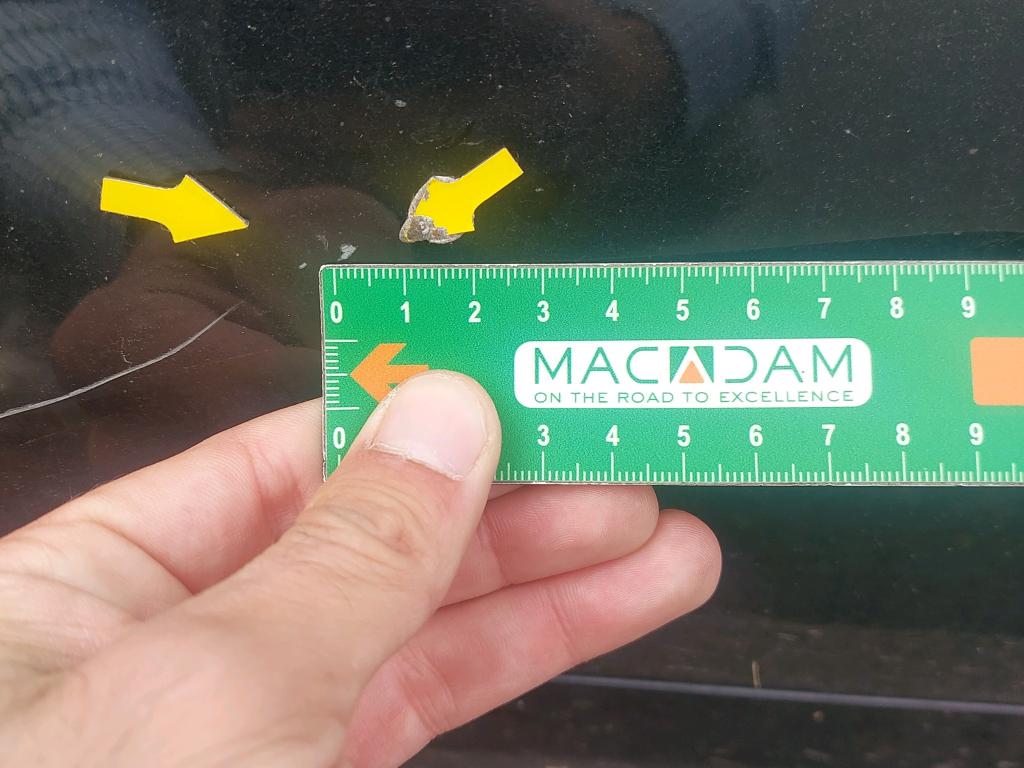 0 1 2 3 4 5 6 7 8 9
MACADAM
ON THE ROAD TO EXCELLENCE
0 3 4 5 6 7 8 9